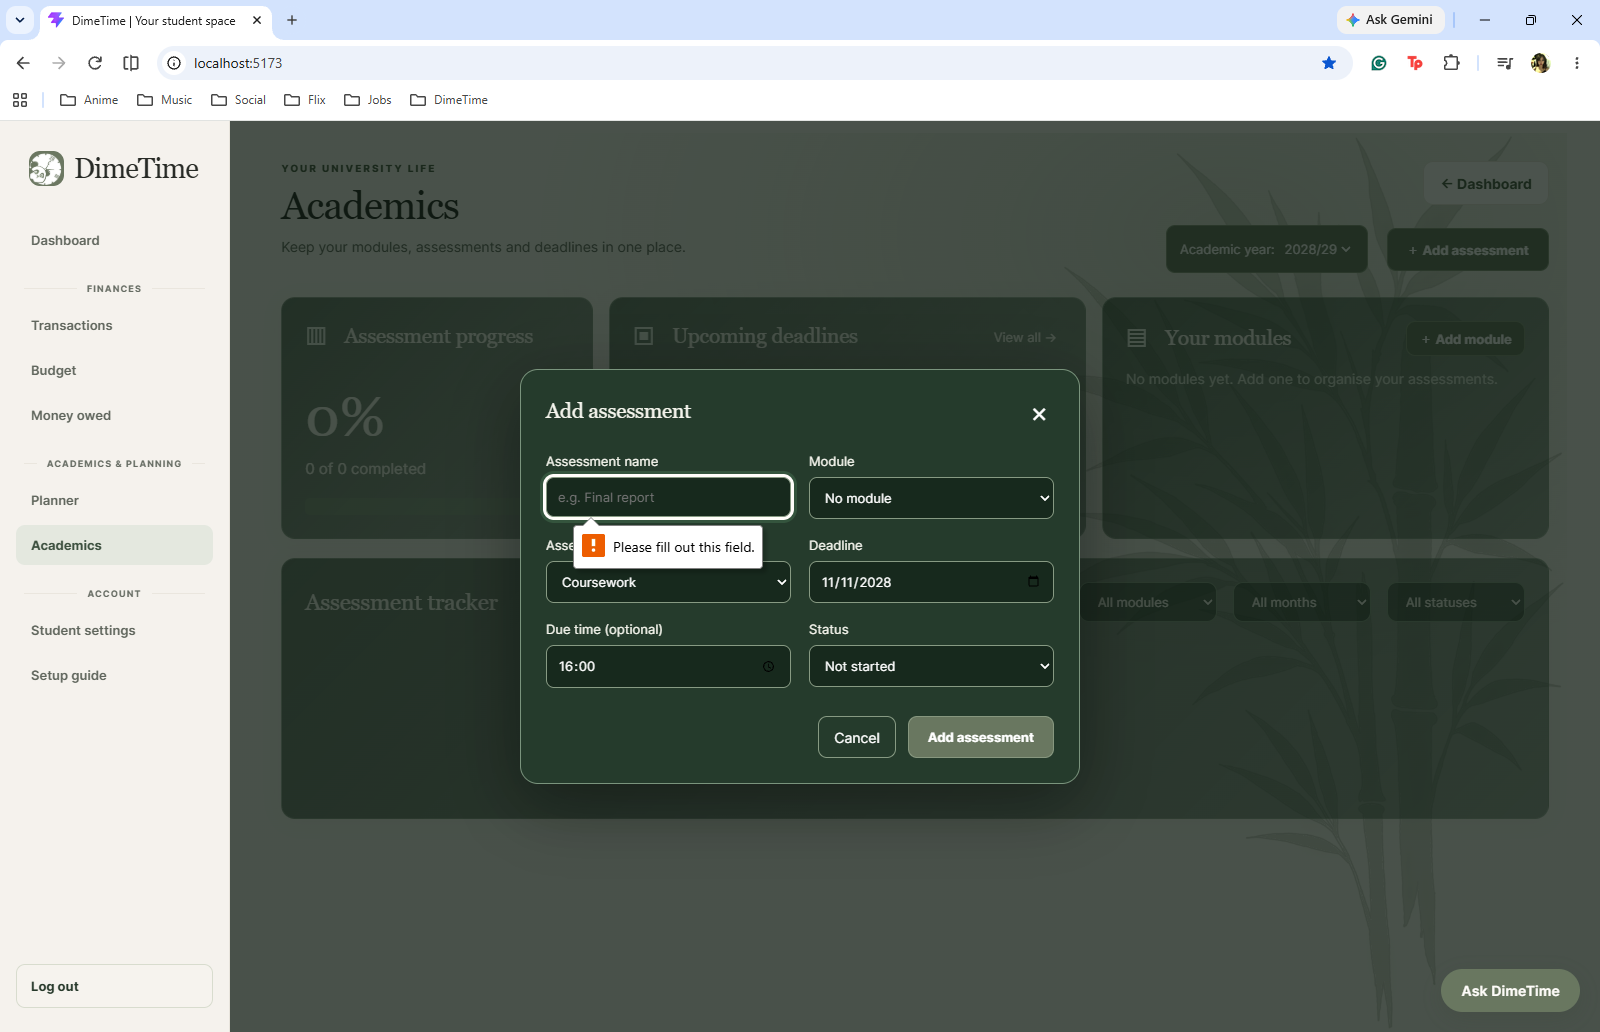 DimeTime | Your student space
Ask Gemini
localhost:5173
Anime
Music
Social
Flix
Jobs
DimeTime
DimeTime
Dashboard
FINANCES
Transactions
Budget
Money owed
ACADEMICS & PLANNING
Planner
Academics
ACCOUNT
Student settings
Setup guide
Log out
YOUR UNIVERSITY LIFE
Academics
Keep your modules, assessments and deadlines in one place.
← Dashboard
Academic year: 2028/29
+ Add assessment
Assessment progress
0%
0 of 0 completed
Upcoming deadlines
View all →
Your modules
+ Add module
No modules yet. Add one to organise your assessments.
Assessment tracker
All modules
All months
All statuses
Add assessment
Assessment name
e.g. Final report
Module
No module
Please fill out this field.
Coursework
Deadline
11/11/2028
Due time (optional)
16:00
Status
Not started
Cancel
Add assessment
Ask DimeTime